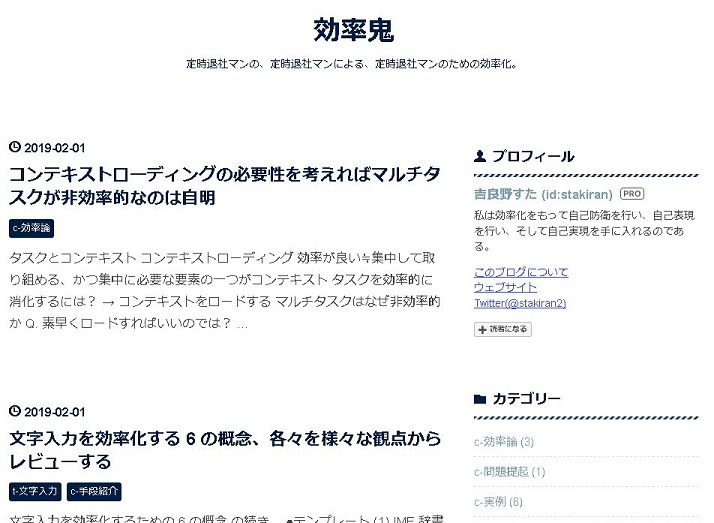 効率鬼
定時退社マンの、定時退社マンによる、定時退社マンのための効率化。
2019-02-01
コンテキストローディングの必要性を考えればマルチタ
スクが非効率的なのは自明
c-効率論
タスクとコンテキスト コンテキストローディング 効率が良い≒集中して取
り組める、かつ集中に必要な要素の一つがコンテキスト タスクを効率的に
消化するには？ → コンテキストをロードする マルチタスクはなぜ非効率的
か Q. 素早くロードすればいいのでは？ ...
2019-02-01
文字入力を効率化する 6 の概念、各々を様々な観点から
レビューする
t-文字入力 c-手段紹介
文字入力を効率化するための 6 の概念 の続き。 ●テンプレート (1) IME 辞書
プロフィール
吉良野すた (id:stakiran) PRO
私は効率化をもって自己防衛を行い、自己表現
を行い、そして自己実現を手に入れるのであ
る。
このブログについて
ウェブサイト
Twitter(@stakiran2)
読者になる
カテゴリー
c-効率論 (3)
c-問題提起 (1)
c-実例 (6)